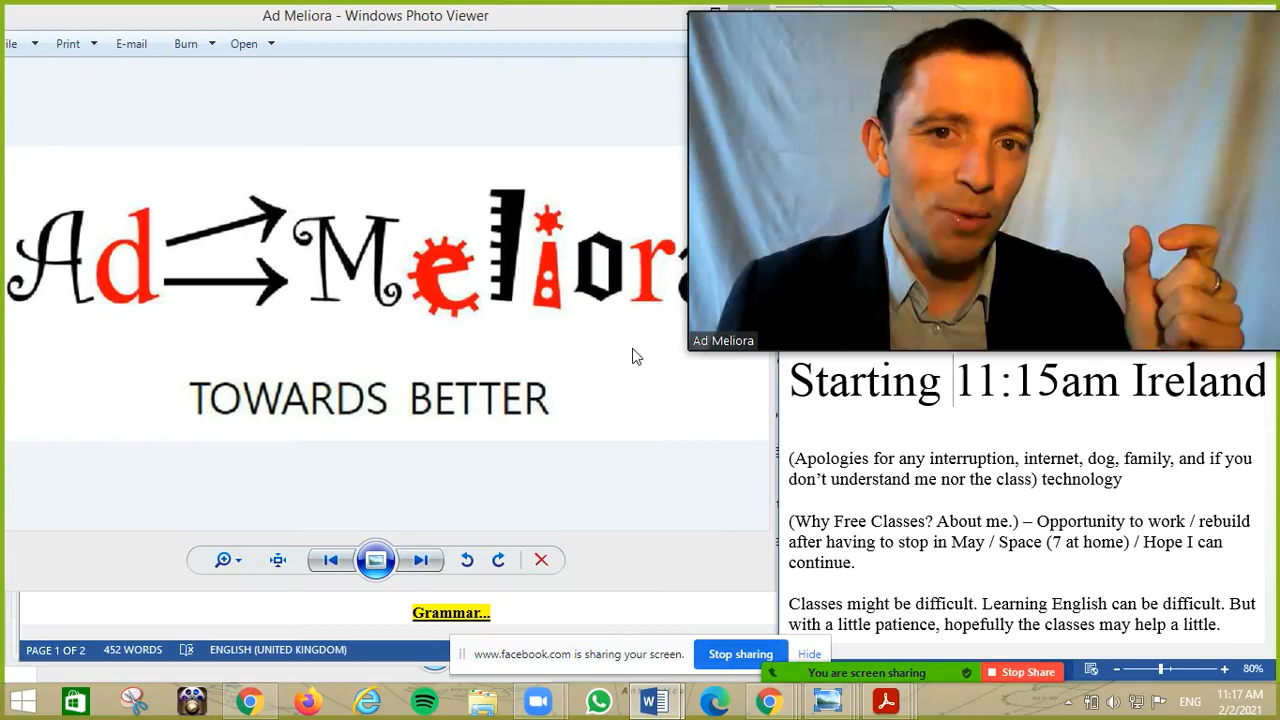 Ad Meliora - Windows Photo Viewer
ile Print E-mail Burn Open
Ad Meliora
TOWARDS BETTER
Ad Meliora
Starting 11:15am Ireland
(Apologies for any interruption, internet, dog, family, and if you
don’t understand me nor the class) technology
(Why Free Classes? About me.) – Opportunity to work / rebuild
after having to stop in May / Space (7 at home) / Hope I can
continue.
Classes might be difficult. Learning English can be difficult. But
with a little patience, hopefully the classes may help a little.
Grammar...
PAGE 1 OF 2 452 WORDS ENGLISH (UNITED KINGDOM)
www.facebook.com is sharing your screen. Stop sharing Hide
You are screen sharing Stop Share
80%
ENG
11:17 AM
2/2/2021